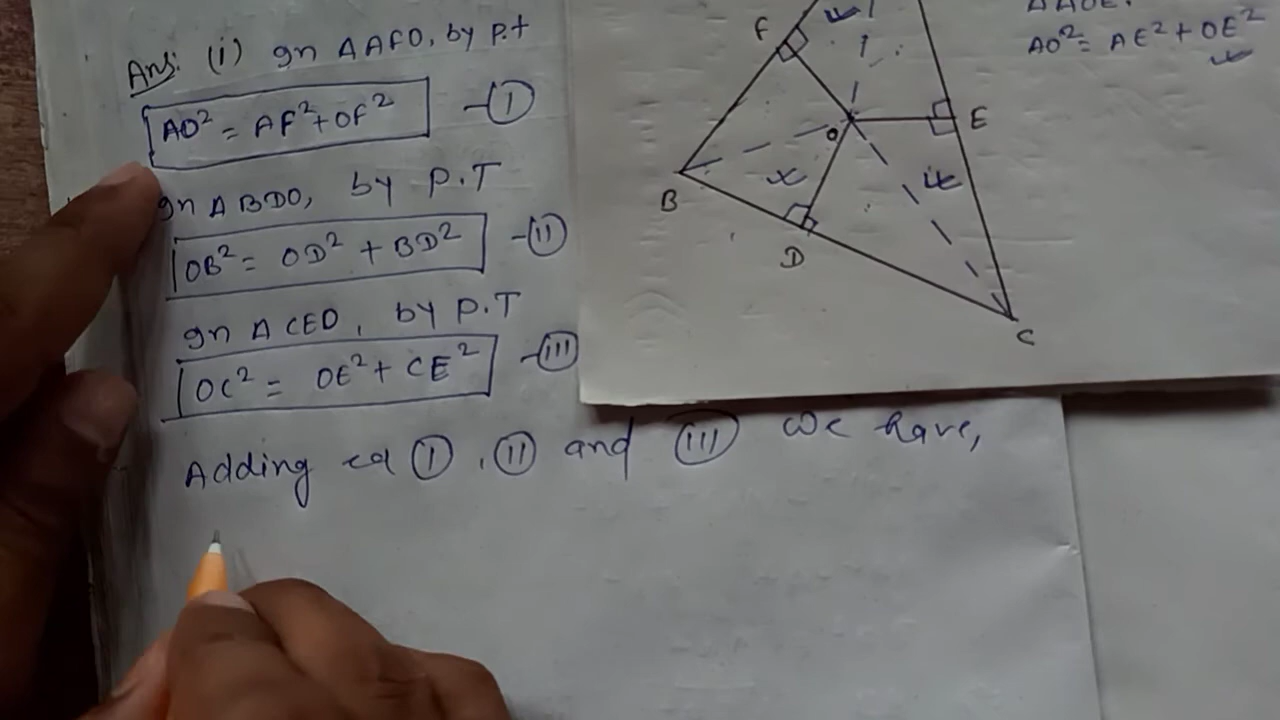 Ans: (i) In ΔAFO, by P.t
AO² = AF² + OF² - (I)
In ΔBDO, by P.T
OB² = OD² + BD² - (II)
In ΔCEO, by P.T
OC² = OE² + CE² - (III)
Adding eq (I), (II) and (III) We have,
F
O
E
B
D
C
ΔAOE,
AO² = AE² + OE²